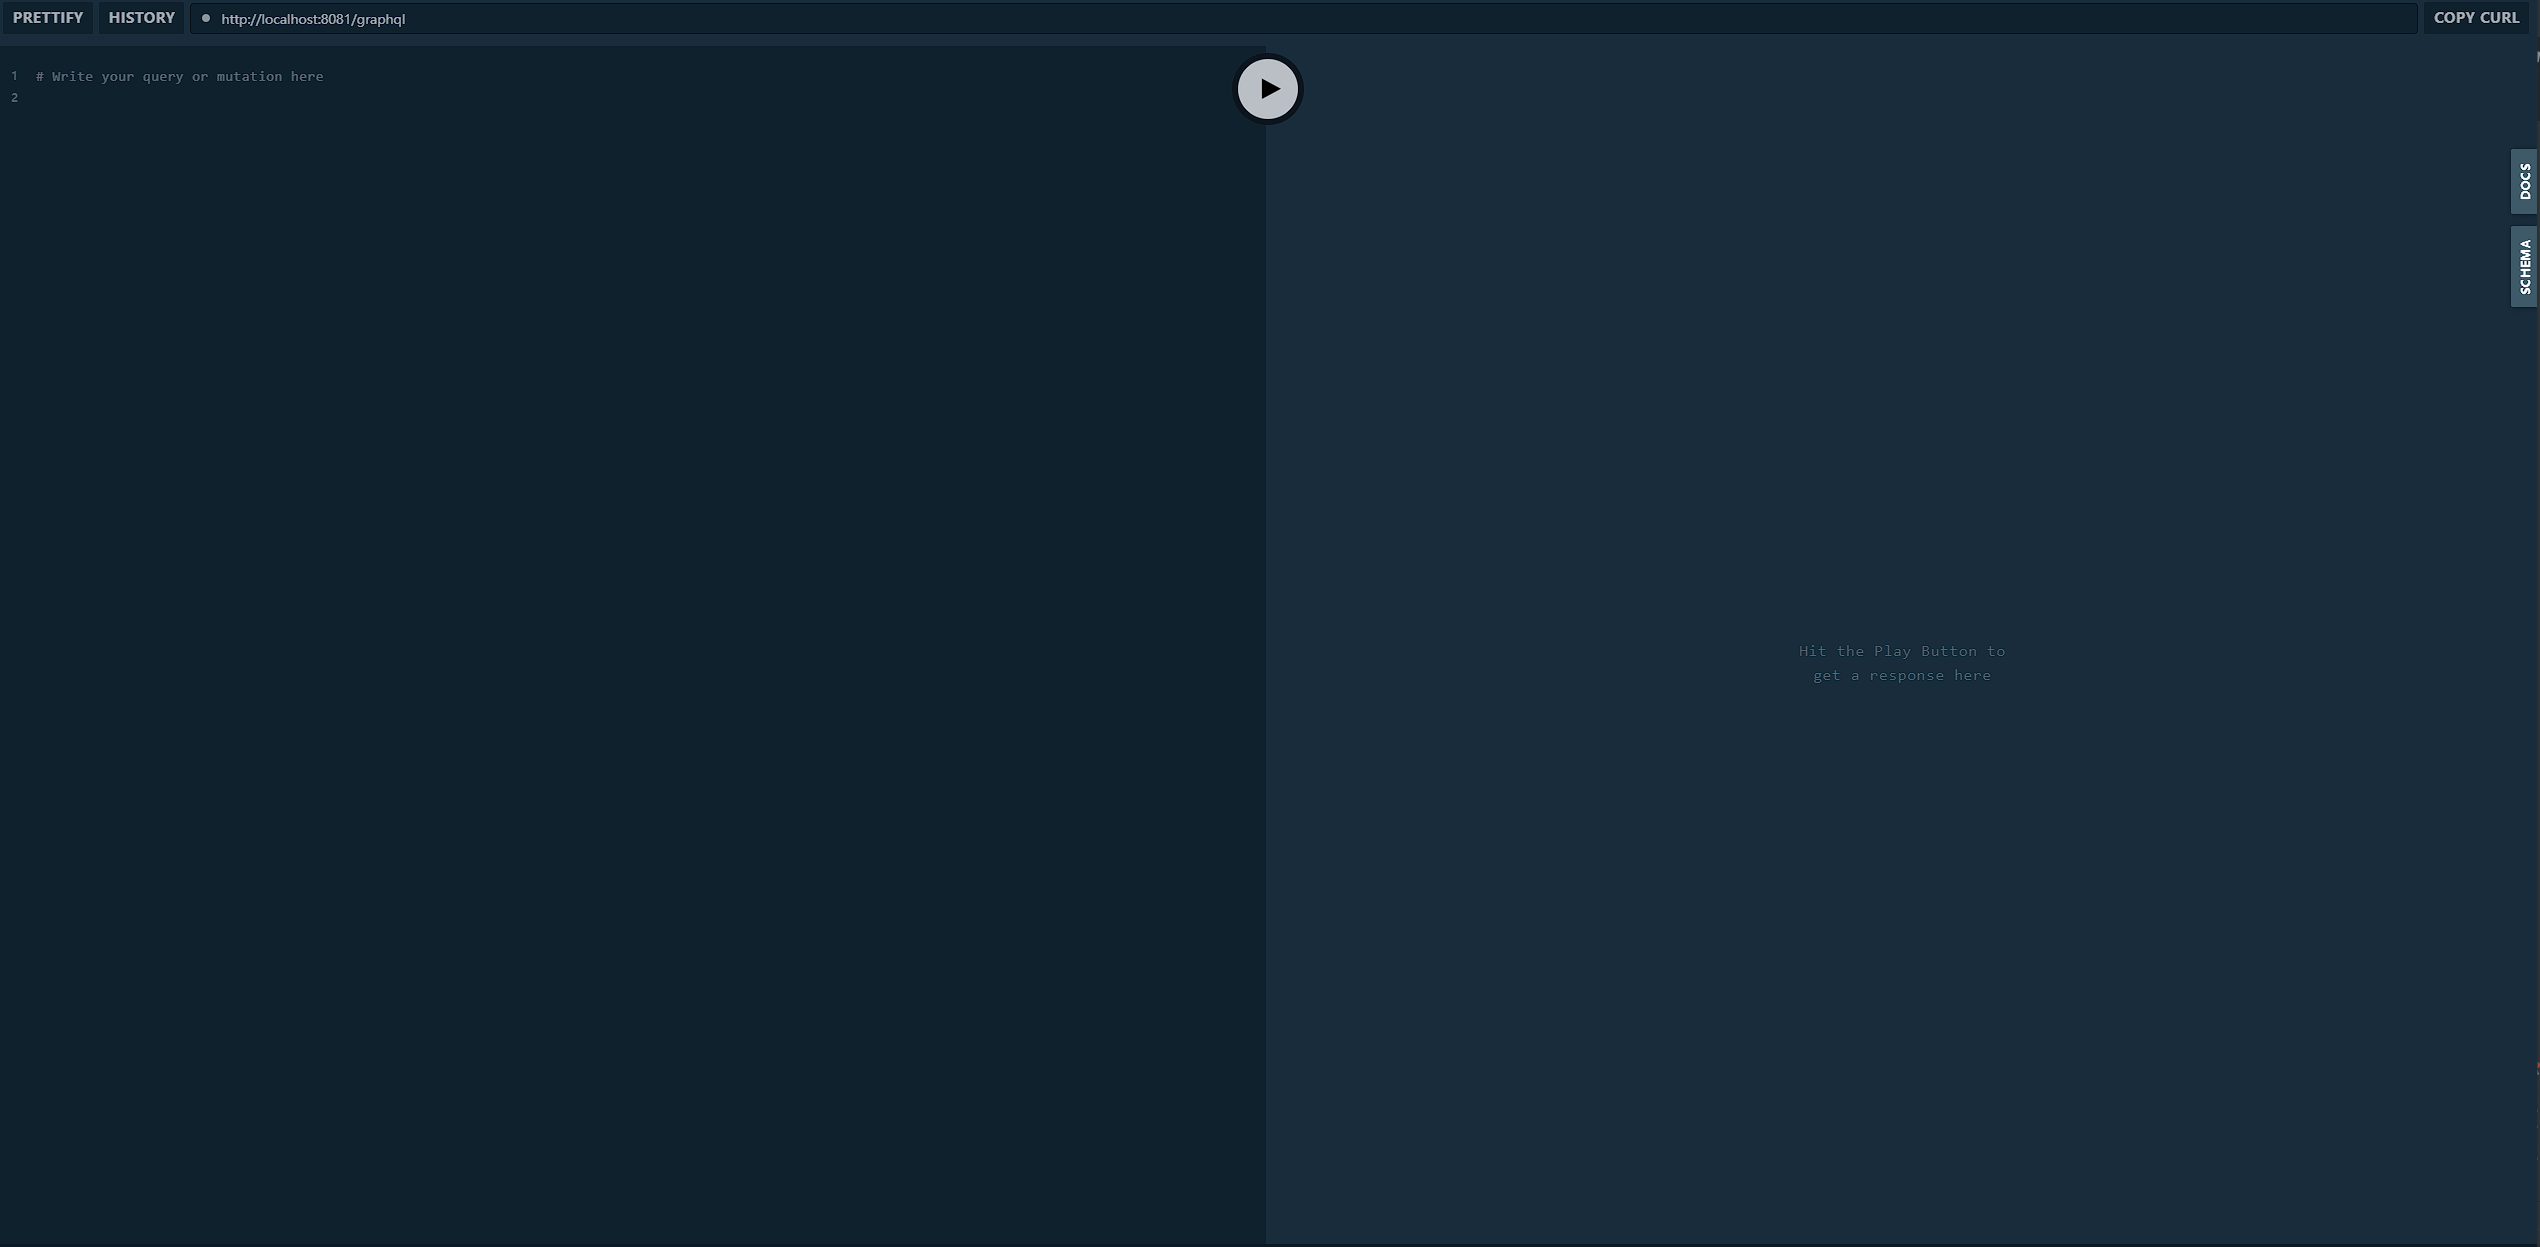 PRETTIFY HISTORY http://localhost:8081/graphql COPY CURL
1 # Write your query or mutation here
2
DOCS
SCHEMA
Hit the Play Button to
get a response here